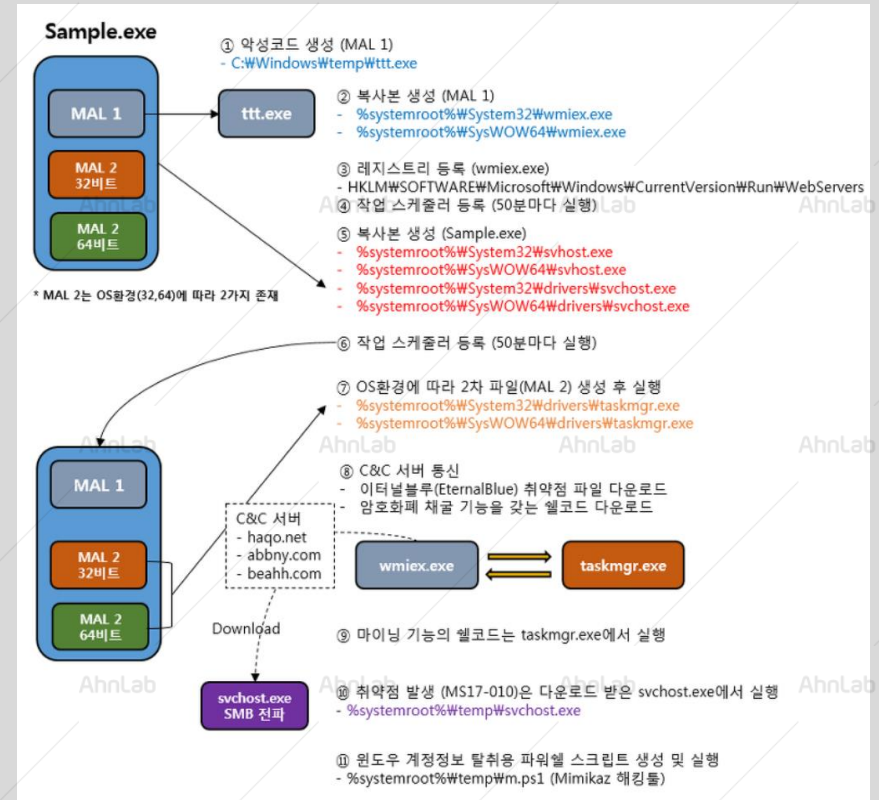 Sample.exe
① 악성코드 생성 (MAL 1)
- C:₩Windows₩temp₩ttt.exe
MAL 1
ttt.exe
② 복사본 생성 (MAL 1)
- %systemroot%₩System32₩wmiex.exe
- %systemroot%₩SysWOW64₩wmiex.exe
MAL 2
32비트
③ 레지스트리 등록 (wmiex.exe)
- HKLM₩SOFTWARE₩Microsoft₩Windows₩CurrentVersion₩Run₩WebServers
④ 작업 스케줄러 등록 (50분마다 실행)
AhnLab
AhnLab
AhnLab
AhnLab
MAL 2
64비트
⑤ 복사본 생성 (Sample.exe)
- %systemroot%₩System32₩svhost.exe
- %systemroot%₩SysWOW64₩svhost.exe
- %systemroot%₩System32₩drivers₩svchost.exe
- %systemroot%₩SysWOW64₩drivers₩svchost.exe
* MAL 2는 OS환경(32,64)에 따라 2가지 존재
⑥ 작업 스케줄러 등록 (50분마다 실행)
⑦ OS환경에 따라 2차 파일(MAL 2) 생성 후 실행
- %systemroot%₩System32₩drivers₩taskmgr.exe
- %systemroot%₩SysWOW64₩drivers₩taskmgr.exe
AhnLab
AhnLab
AhnLab
AhnLab
MAL 1
⑧ C&C 서버 통신
- 이터널블루(EternalBlue) 취약점 파일 다운로드
- 암호화폐 채굴 기능을 갖는 쉘코드 다운로드
C&C 서버
- haqo.net
- abbny.com
- beahh.com
MAL 2
32비트
wmiex.exe
taskmgr.exe
MAL 2
64비트
Download
⑨ 마이닝 기능의 쉘코드는 taskmgr.exe에서 실행
AhnLab
AhnLab
AhnLab
AhnLab
svchost.exe
SMB 전파
⑩ 취약점 발생 (MS17-010)은 다운로드 받은 svchost.exe에서 실행
- %systemroot%₩temp₩svchost.exe
⑪ 윈도우 계정정보 탈취용 파워쉘 스크립트 생성 및 실행
- %systemroot%₩temp₩m.ps1 (Mimikaz 해킹툴)